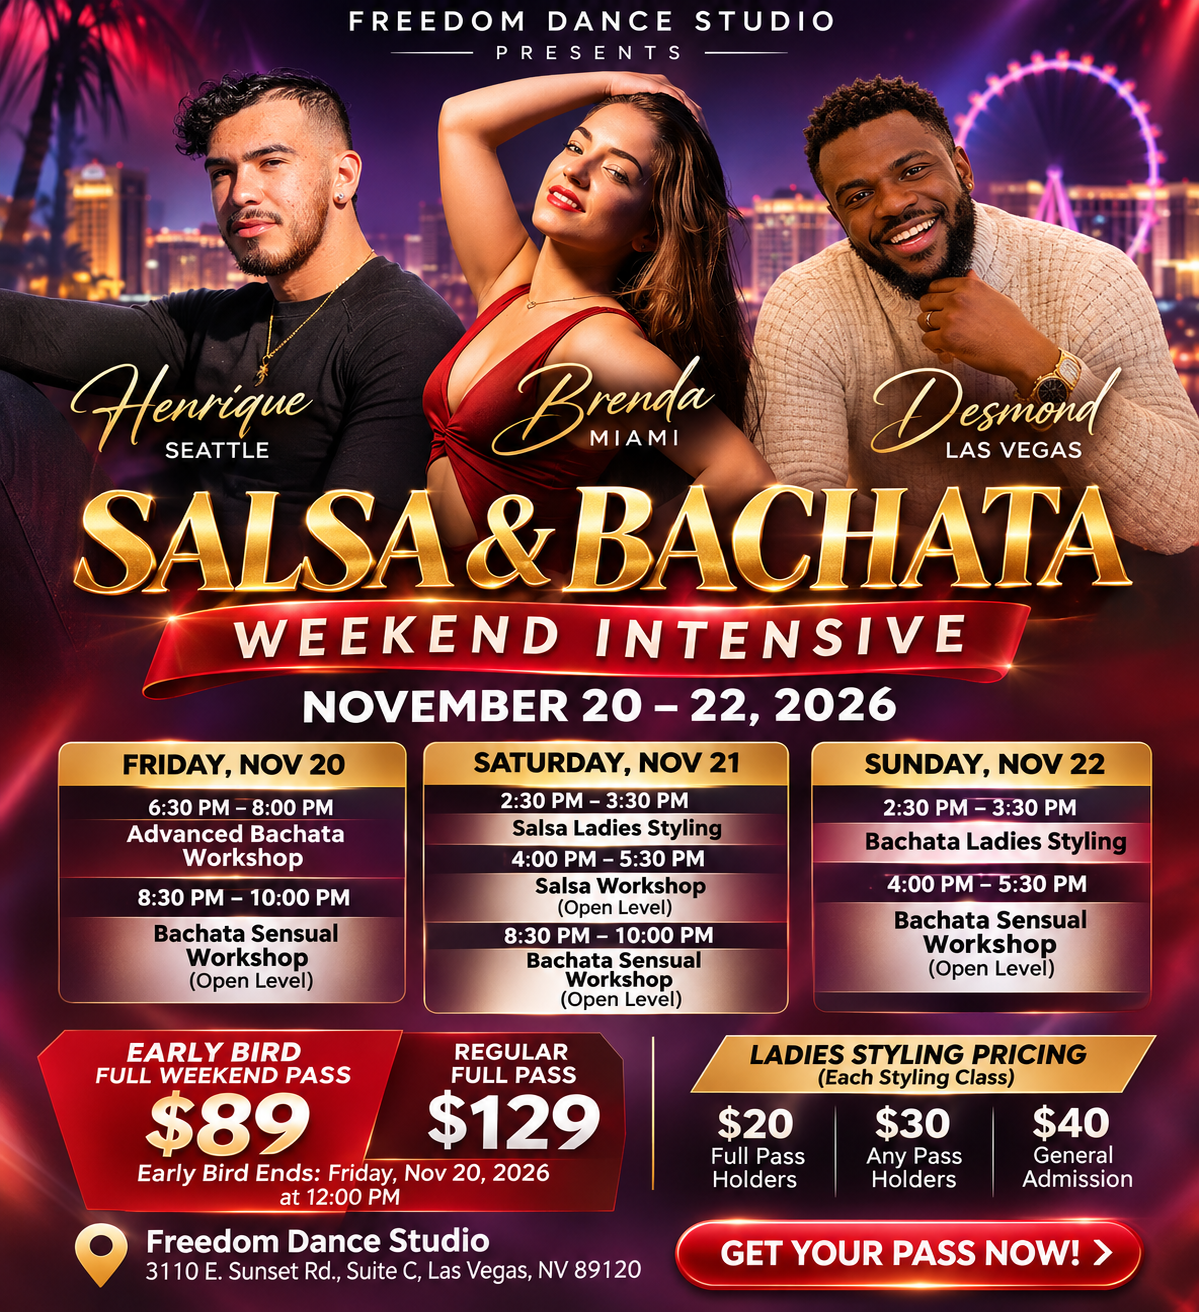 FREEDOM DANCE STUDIO
PRESENTS
Henrique
SEATTLE
Brenda
MIAMI
Desmond
LAS VEGAS
SALSA & BACHATA
WEEKEND INTENSIVE
NOVEMBER 20 – 22, 2026
FRIDAY, NOV 20
6:30 PM – 8:00 PM
Advanced Bachata
Workshop
8:30 PM – 10:00 PM
Bachata Sensual
Workshop
(Open Level)
SATURDAY, NOV 21
2:30 PM – 3:30 PM
Salsa Ladies Styling
4:00 PM – 5:30 PM
Salsa Workshop
(Open Level)
8:30 PM – 10:00 PM
Bachata Sensual
Workshop
(Open Level)
SUNDAY, NOV 22
2:30 PM – 3:30 PM
Bachata Ladies Styling
4:00 PM – 5:30 PM
Bachata Sensual
Workshop
(Open Level)
EARLY BIRD
FULL WEEKEND PASS
$89
REGULAR
FULL PASS
$129
Early Bird Ends: Friday, Nov 20, 2026
at 12:00 PM
LADIES STYLING PRICING
(Each Styling Class)
$20
Full Pass
Holders
$30
Any Pass
Holders
$40
General
Admission
Freedom Dance Studio
3110 E. Sunset Rd., Suite C, Las Vegas, NV 89120
GET YOUR PASS NOW!